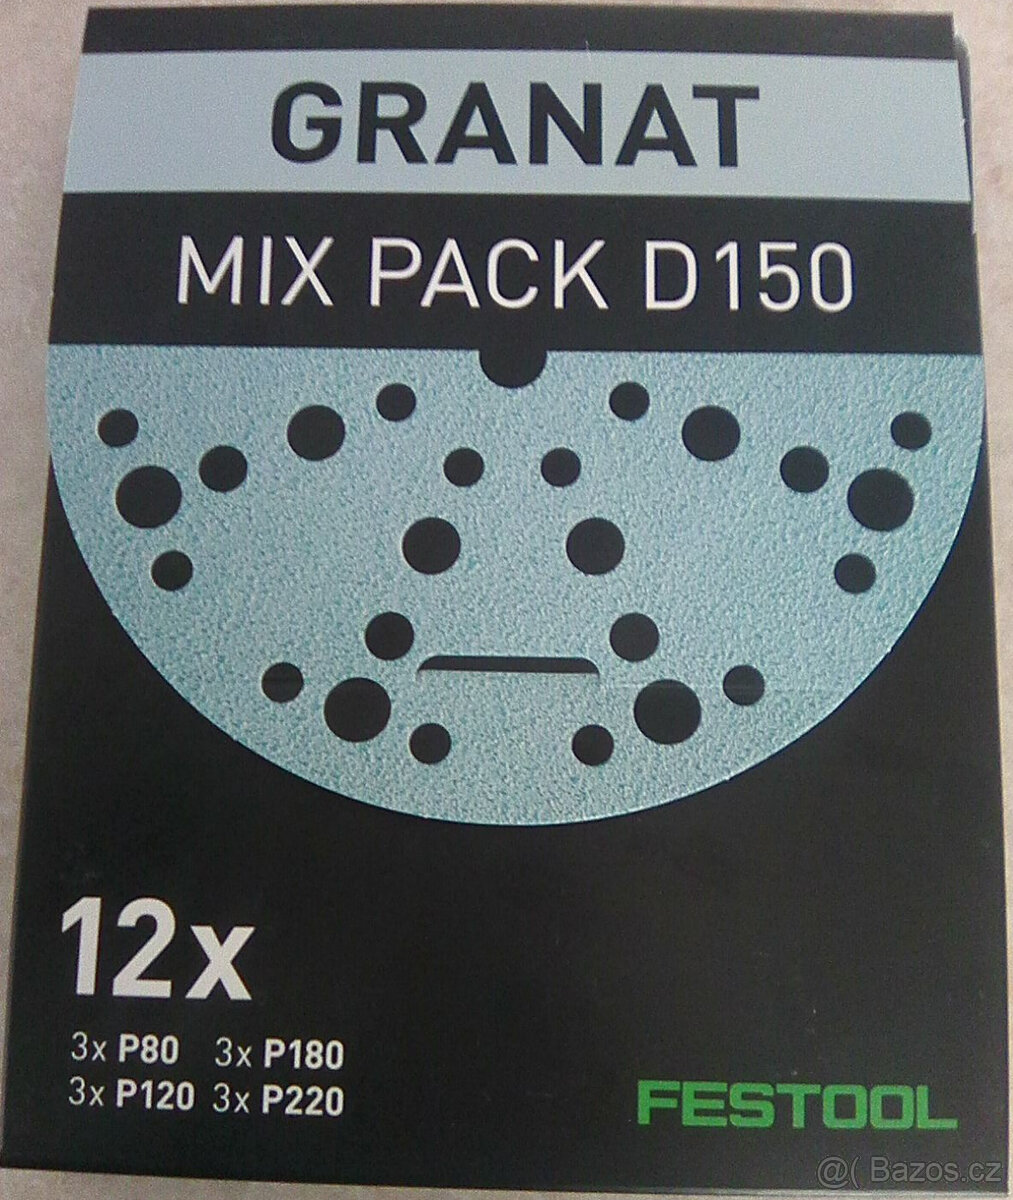 GRANAT
MIX PACK D150
12x
3x P80 3x P180
3x P120 3x P220
FESTOOL
@( Bazos.cz